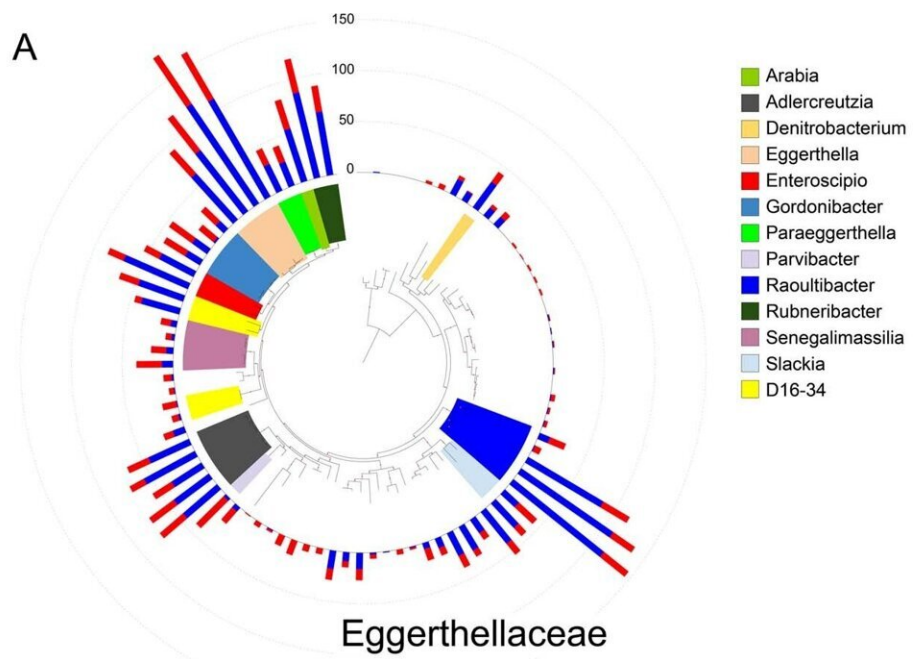 A
150
100
50
0
Arabia
Adlercreutzia
Denitrobacterium
Eggerthella
Enteroscipio
Gordonibacter
Paraeggerthella
Parvibacter
Raoultibacter
Rubneribacter
Senegalimassilia
Slackia
D16-34
Eggerthellaceae